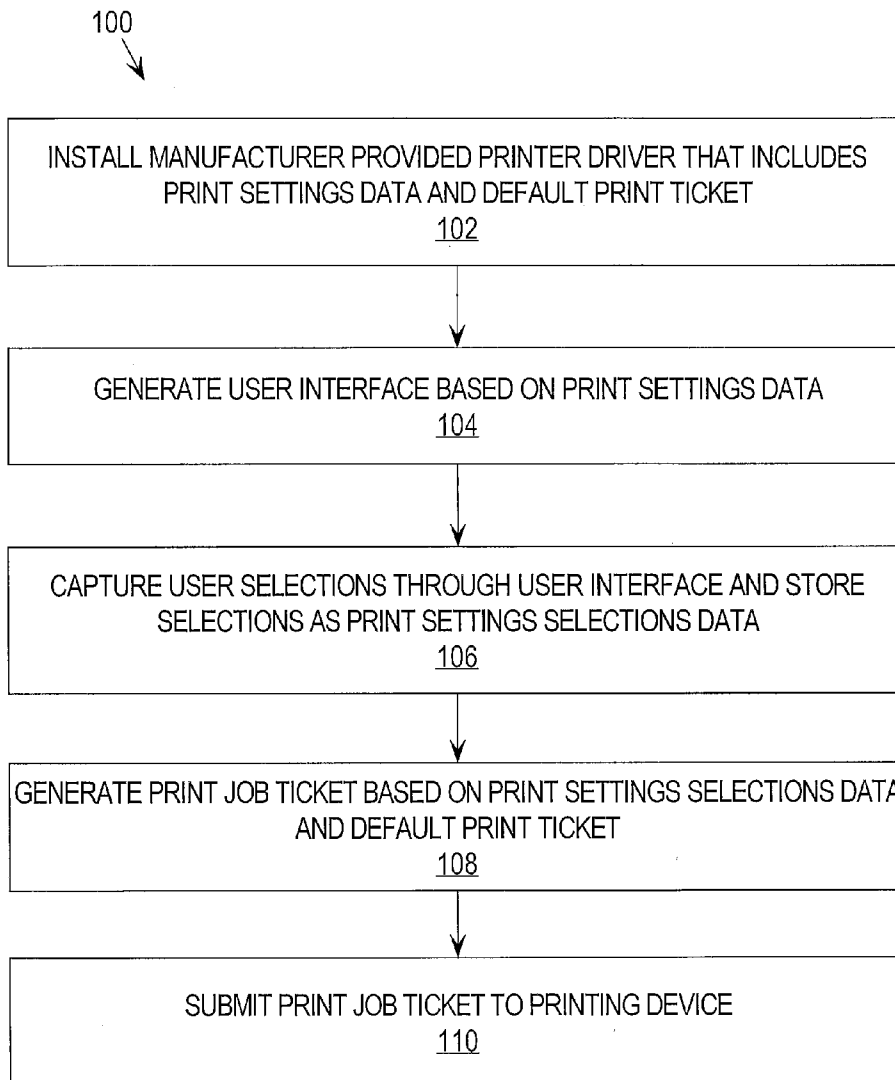 100
INSTALL MANUFACTURER PROVIDED PRINTER DRIVER THAT INCLUDES
PRINT SETTINGS DATA AND DEFAULT PRINT TICKET
102
GENERATE USER INTERFACE BASED ON PRINT SETTINGS DATA
104
CAPTURE USER SELECTIONS THROUGH USER INTERFACE AND STORE
SELECTIONS AS PRINT SETTINGS SELECTIONS DATA
106
GENERATE PRINT JOB TICKET BASED ON PRINT SETTINGS SELECTIONS DATA
AND DEFAULT PRINT TICKET
108
SUBMIT PRINT JOB TICKET TO PRINTING DEVICE
110